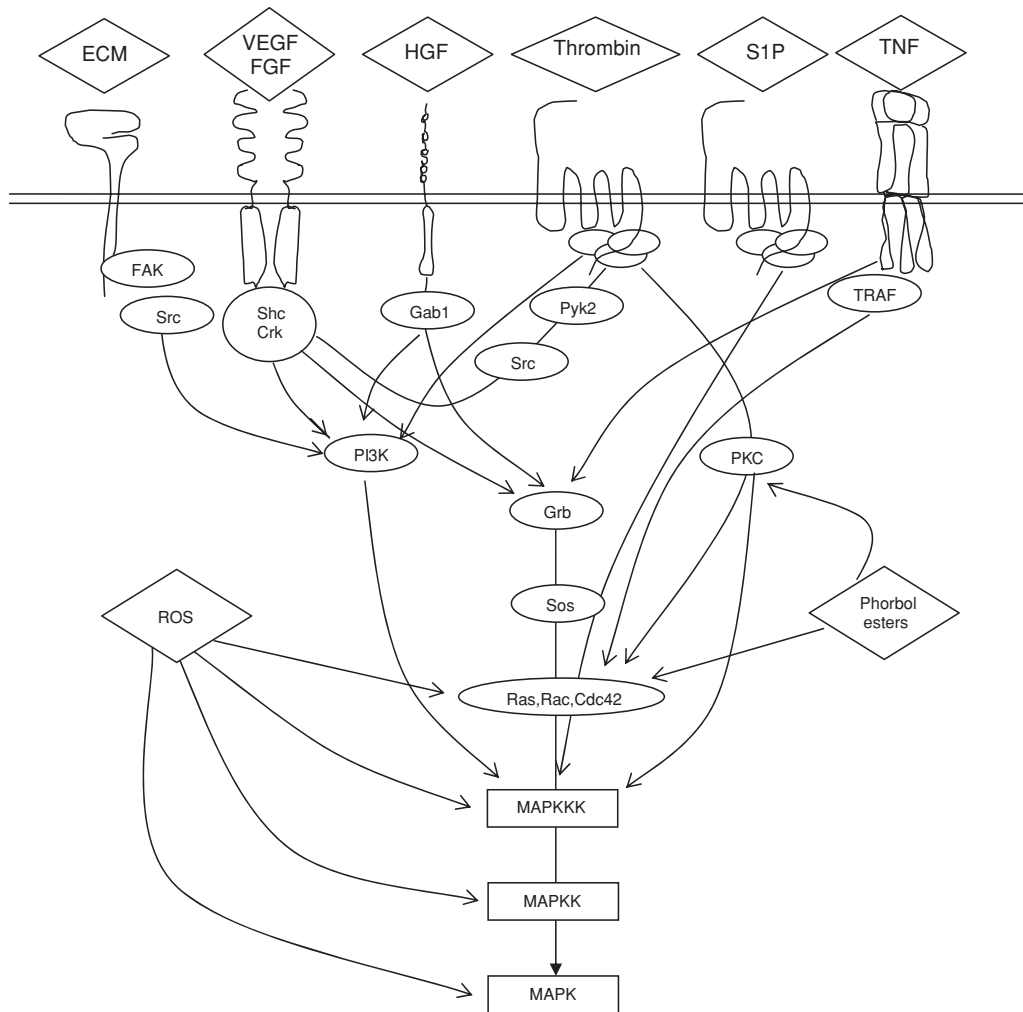 ECM
VEGF
FGF
HGF
Thrombin
S1P
TNF
FAK
Src
Shc
Crk
Gab1
Pyk2
Src
TRAF
PI3K
PKC
Grb
Sos
ROS
Phorbol
esters
Ras,Rac,Cdc42
MAPKKK
MAPKK
MAPK